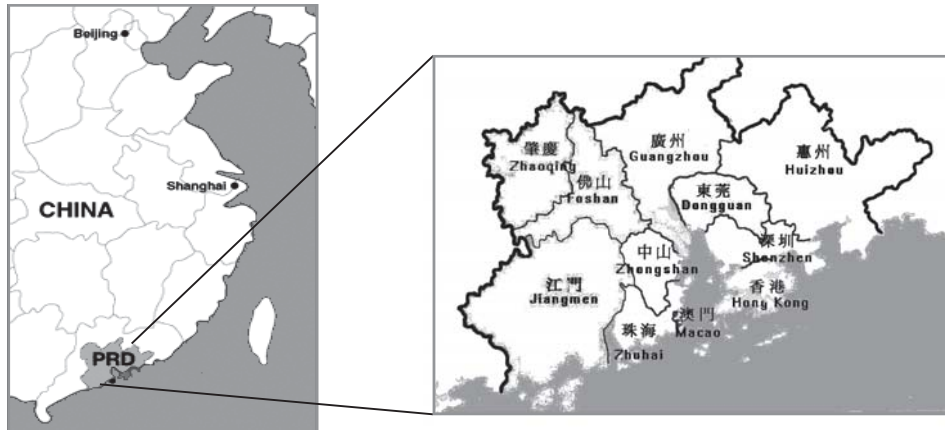 Beijing
Shanghai
CHINA
PRD
肇慶
Zhaoqing
佛山
Foshan
廣州
Guangzhou
惠州
Huizhou
東莞
Dongguan
深圳
Shenzhen
中山
Zhongshan
香港
Hong Kong
江門
Jiangmen
澳門
Macao
珠海
Zhuhai